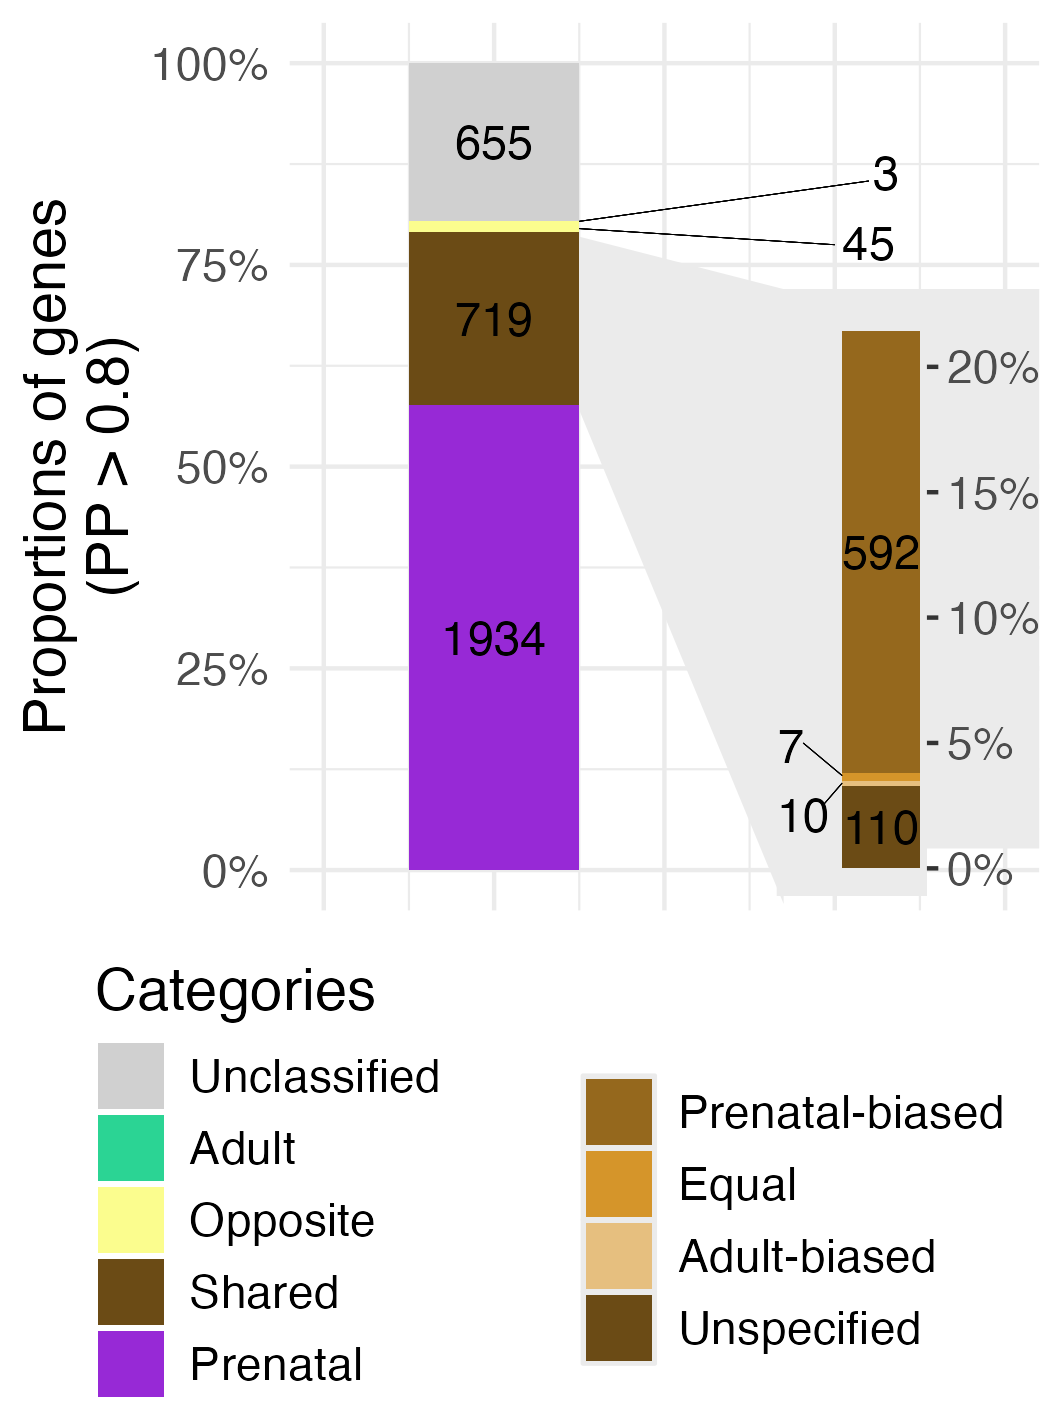 Proportions of genes
(PP > 0.8)
100%
75%
50%
25%
0%
655
719
1934
3
45
20%
15%
10%
5%
0%
592
7
10
110
Categories
Unclassified
Adult
Opposite
Shared
Prenatal
Prenatal-biased
Equal
Adult-biased
Unspecified